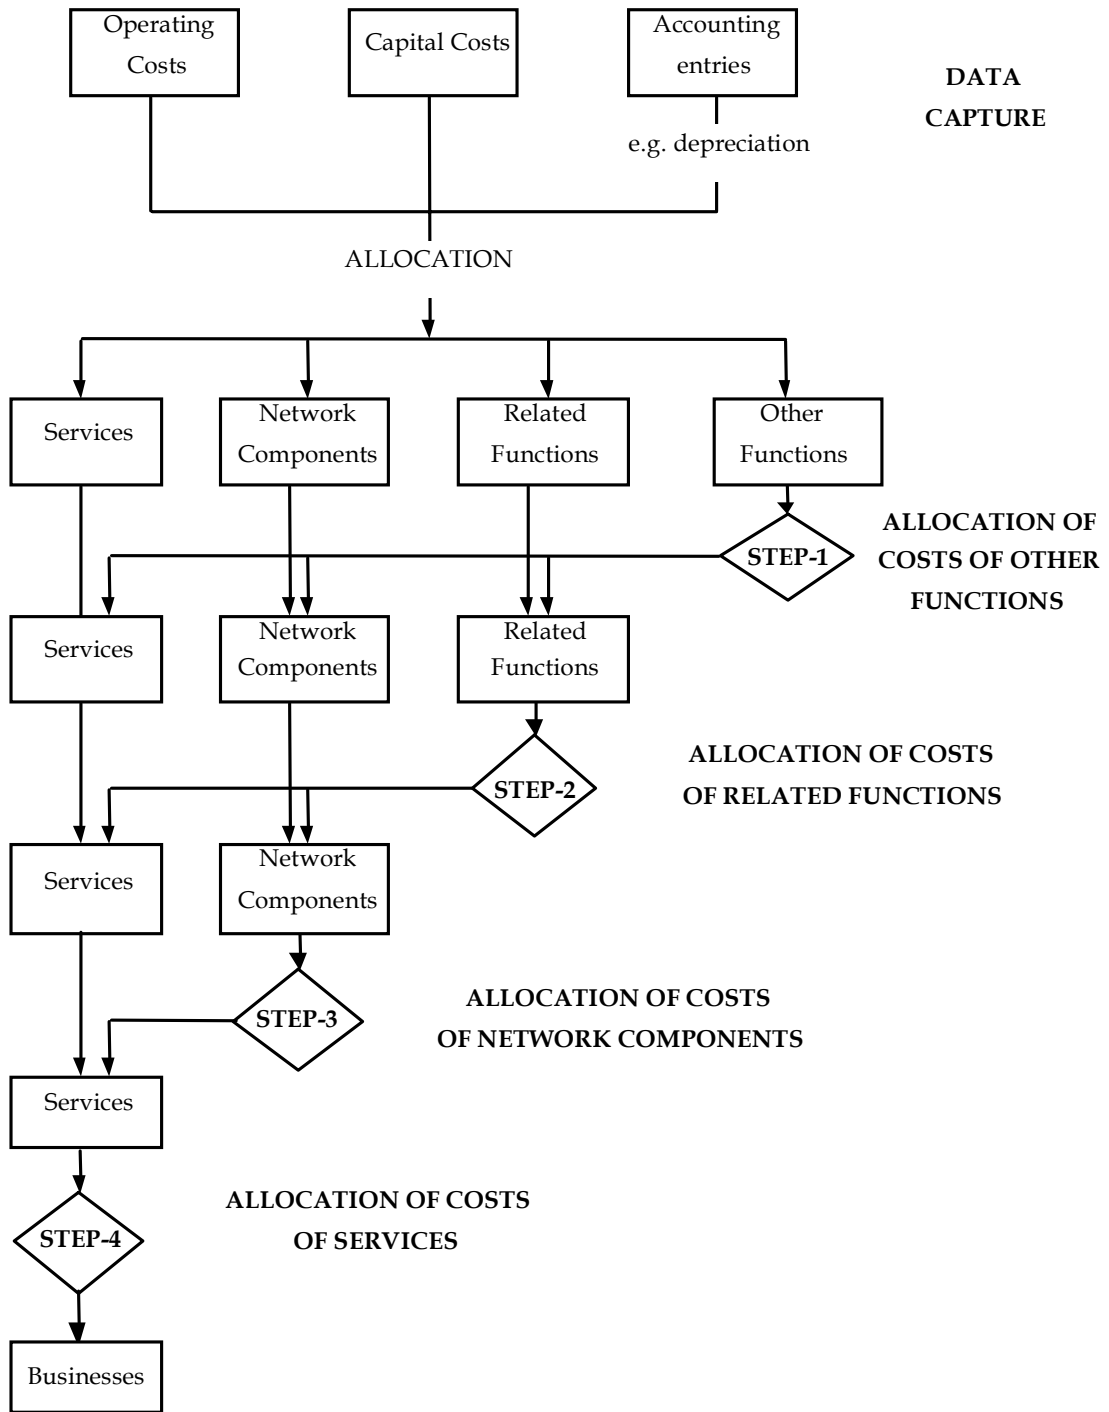 Operating
Costs
Capital Costs
Accounting
entries
DATA
CAPTURE
e.g. depreciation
ALLOCATION
Services
Network
Components
Related
Functions
Other
Functions
STEP-1
ALLOCATION OF
COSTS OF OTHER
FUNCTIONS
Services
Network
Components
Related
Functions
STEP-2
ALLOCATION OF COSTS
OF RELATED FUNCTIONS
Services
Network
Components
STEP-3
ALLOCATION OF COSTS
OF NETWORK COMPONENTS
Services
STEP-4
ALLOCATION OF COSTS
OF SERVICES
Businesses